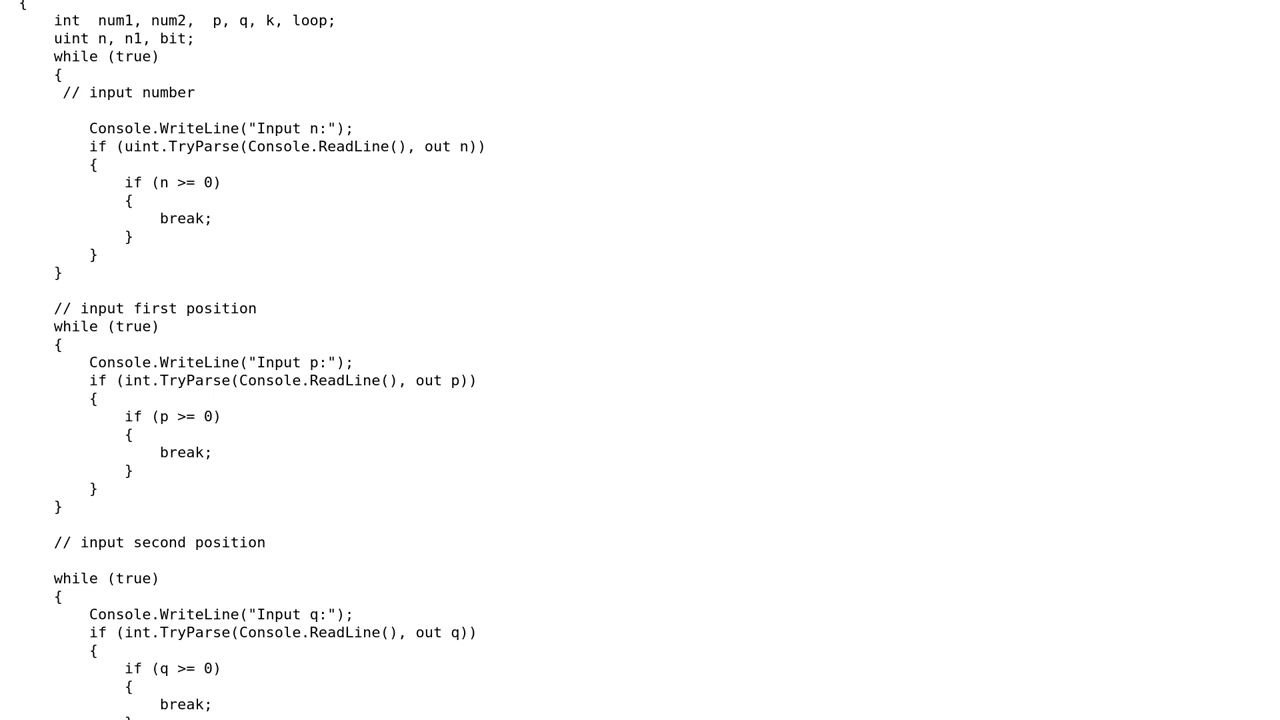 {
    int  num1, num2,  p, q, k, loop;
    uint n, n1, bit;
    while (true)
    {
     // input number
        Console.WriteLine("Input n:");
        if (uint.TryParse(Console.ReadLine(), out n))
        {
            if (n >= 0)
            {
                break;
            }
        }
    }
    // input first position
    while (true)
    {
        Console.WriteLine("Input p:");
        if (int.TryParse(Console.ReadLine(), out p))
        {
            if (p >= 0)
            {
                break;
            }
        }
    }
    // input second position
    while (true)
    {
        Console.WriteLine("Input q:");
        if (int.TryParse(Console.ReadLine(), out q))
        {
            if (q >= 0)
            {
                break;
            }